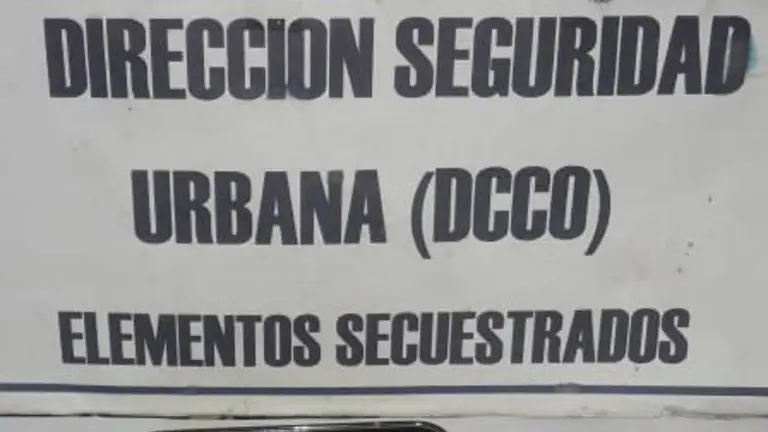 DIRECCION SEGURIDAD
URBANA (DCCO)
ELEMENTOS SECUESTRADOS